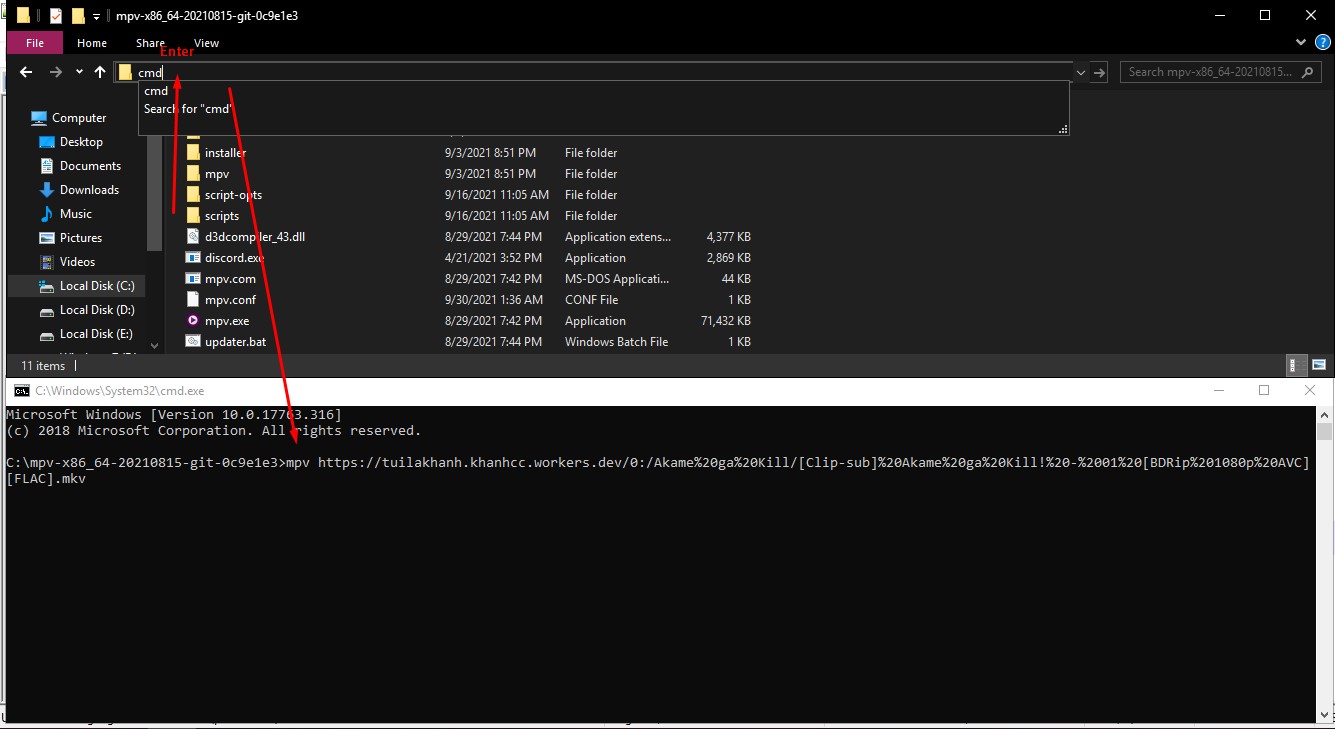 mpv-x86_64-20210815-git-0c9e1e3
File Home Share View
Enter
cmd
Search mpv-x86_64-20210815...
cmd
Search for "cmd"
Computer
Desktop
Documents
Downloads
Music
Pictures
Videos
Local Disk (C:)
Local Disk (D:)
Local Disk (E:)
installer 9/3/2021 8:51 PM File folder
mpv 9/3/2021 8:51 PM File folder
script-opts 9/16/2021 11:05 AM File folder
scripts 9/16/2021 11:05 AM File folder
d3dcompiler_43.dll 8/29/2021 7:44 PM Application extens... 4,377 KB
discord.exe 4/21/2021 3:52 PM Application 2,869 KB
mpv.com 8/29/2021 7:42 PM MS-DOS Applicati... 44 KB
mpv.conf 9/30/2021 1:36 AM CONF File 1 KB
mpv.exe 8/29/2021 7:42 PM Application 71,432 KB
updater.bat 8/29/2021 7:44 PM Windows Batch File 1 KB
11 items
C:\Windows\System32\cmd.exe
Microsoft Windows [Version 10.0.17763.316]
(c) 2018 Microsoft Corporation. All rights reserved.
C:\mpv-x86_64-20210815-git-0c9e1e3>mpv https://tuilakhanh.khanhcc.workers.dev/0:/Akame%20ga%20Kill/[Clip-sub]%20Akame%20ga%20Kill!%20-%2001%20[BDRip%201080p%20AVC]
[FLAC].mkv